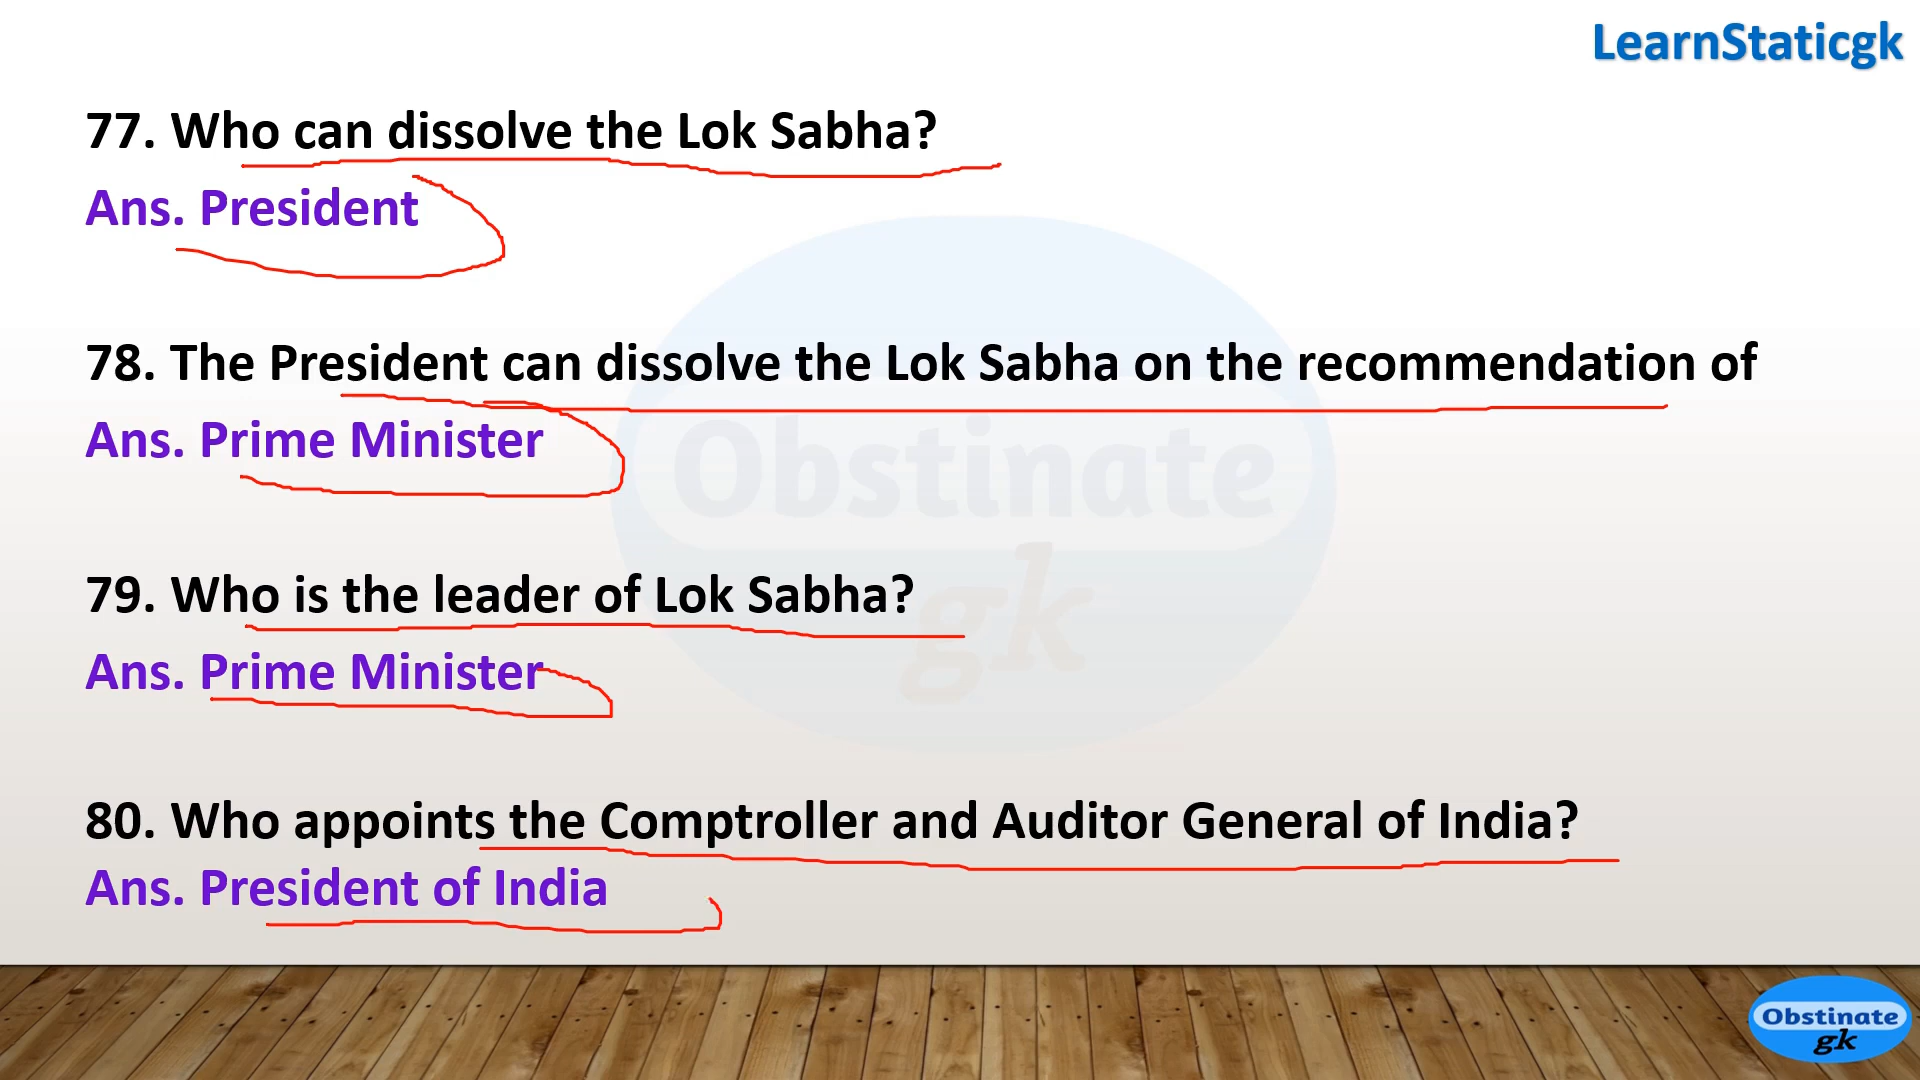 LearnStaticgk
77. Who can dissolve the Lok Sabha?
Ans. President
78. The President can dissolve the Lok Sabha on the recommendation of
Ans. Prime Minister
Obstinate
gk
79. Who is the leader of Lok Sabha?
Ans. Prime Minister
80. Who appoints the Comptroller and Auditor General of India?
Ans. President of India
Obstinate
gk